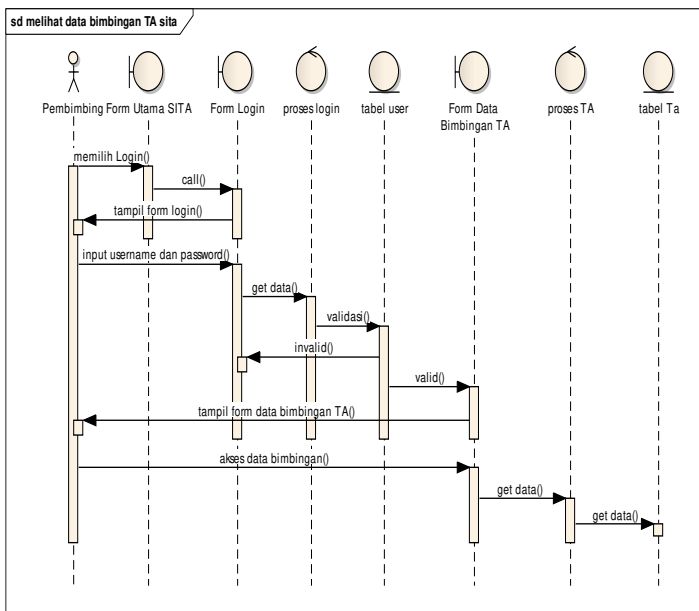 sd melihat data bimbingan TA sita
Pembimbing Form Utama SITA Form Login proses login tabel user Form Data Bimbingan TA proses TA tabel Ta
memilih Login()
call()
tampil form login()
input username dan password()
get data()
validasi()
invalid()
valid()
tampil form data bimbingan TA()
akses data bimbingan()
get data()
get data()